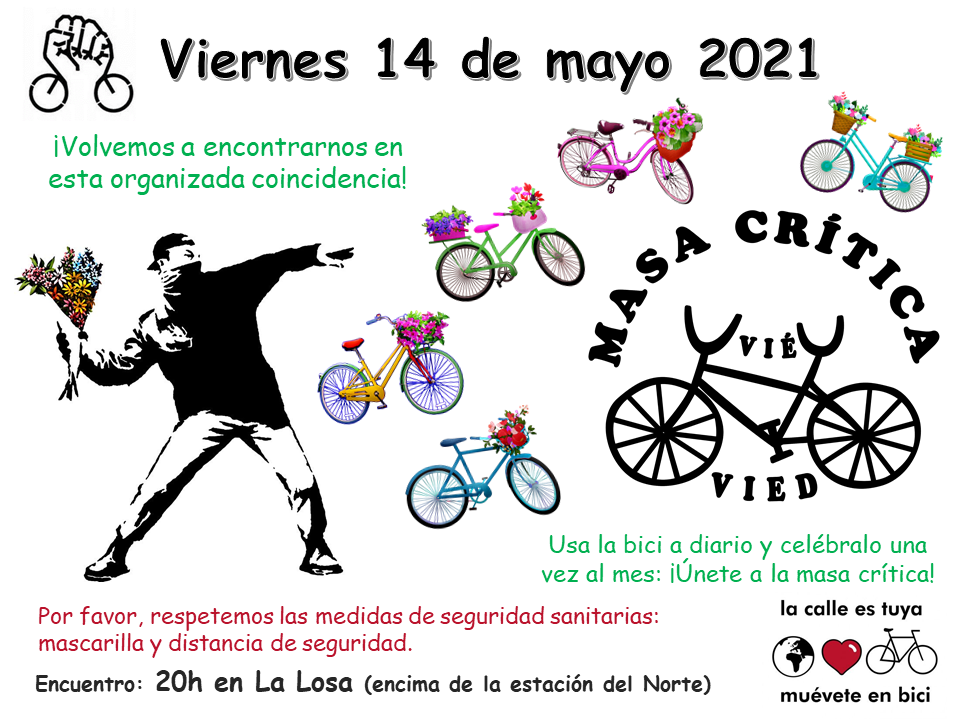 Viernes 14 de mayo 2021
¡Volvemos a encontrarnos en
esta organizada coincidencia!
MASA CRÍTICA
VIÉ
A
VIED
Usa la bici a diario y celébralo una
vez al mes: ¡Únete a la masa crítica!
Por favor, respetemos las medidas de seguridad sanitarias:
mascarilla y distancia de seguridad.
Encuentro: 20h en La Losa (encima de la estación del Norte)
la calle es tuya
muévete en bici